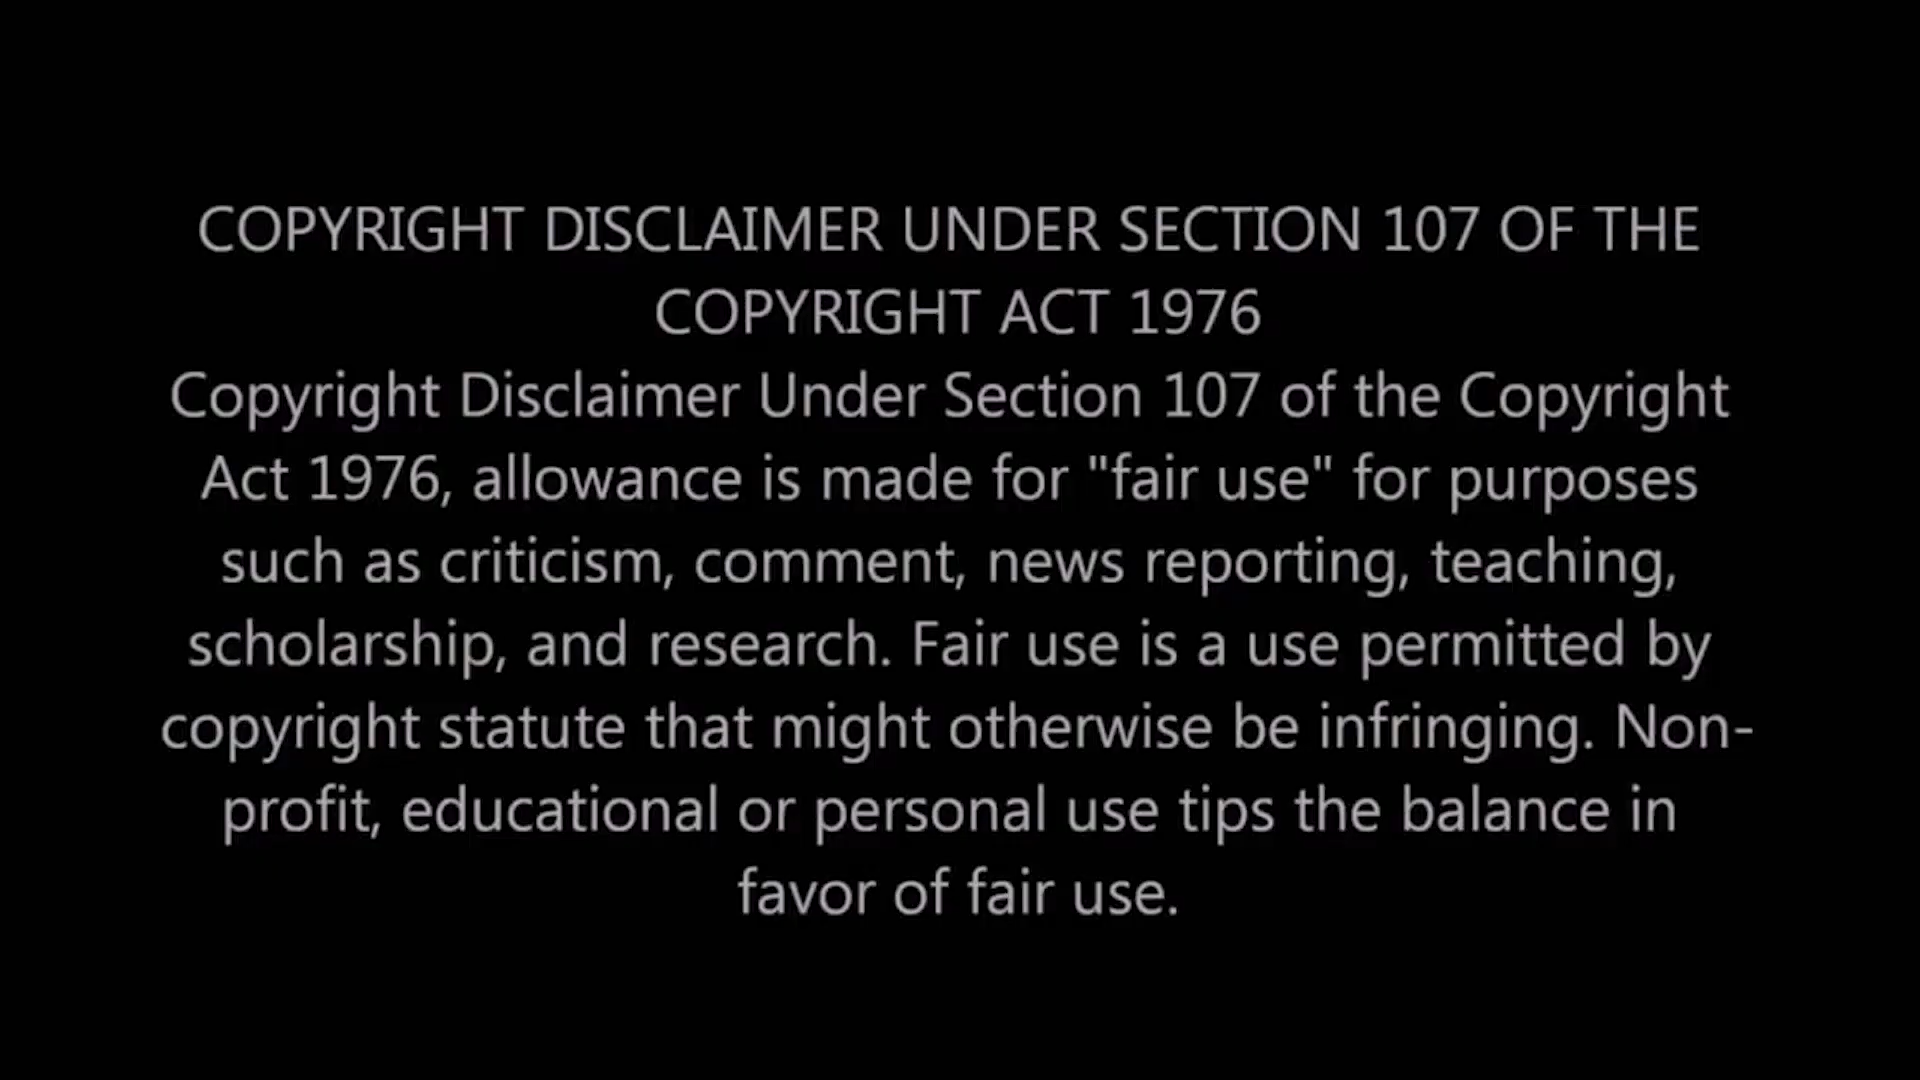 COPYRIGHT DISCLAIMER UNDER SECTION 107 OF THE
COPYRIGHT ACT 1976
Copyright Disclaimer Under Section 107 of the Copyright
Act 1976, allowance is made for "fair use" for purposes
such as criticism, comment, news reporting, teaching,
scholarship, and research. Fair use is a use permitted by
copyright statute that might otherwise be infringing. Non-
profit, educational or personal use tips the balance in
favor of fair use.